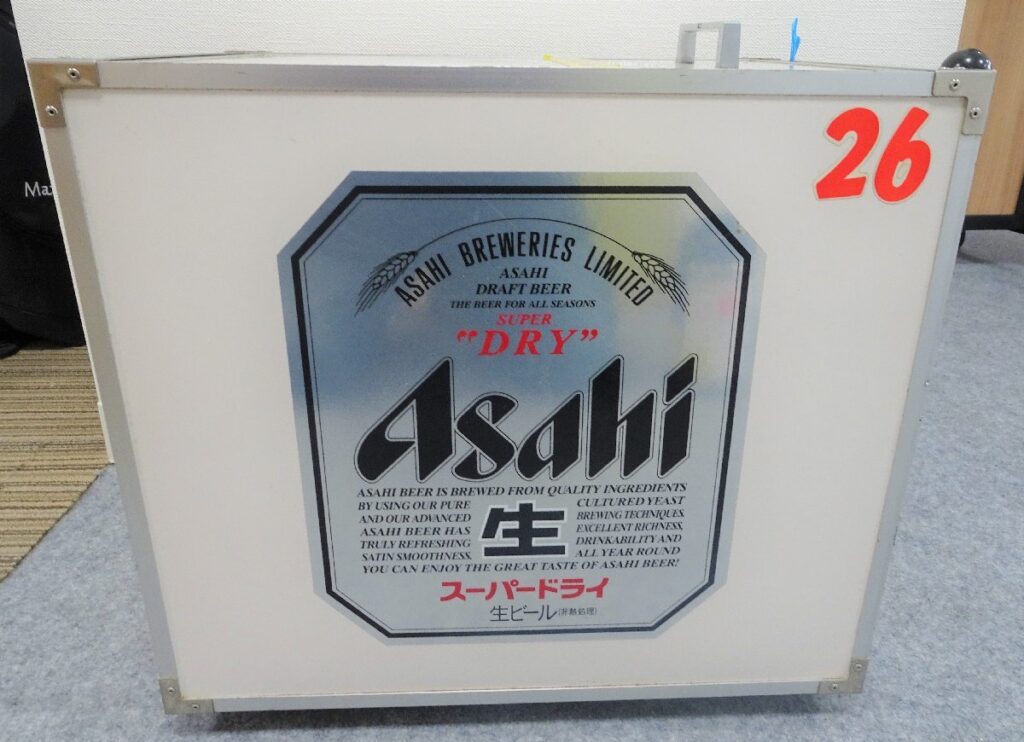 26
Ma
ASAHI BREWERIES LIMITED
ASAHI
DRAFT BEER
THE BEER FOR ALL SEASONS
SUPER
"DRY"
Asahi
ASAHI BEER IS BREWED FROM QUALITY INGREDIENTS
BY USING OUR PURE CULTURED YEAST
AND OUR ADVANCED BREWING TECHNIQUES.
ASAHI BEER HAS EXCELLENT RICHNESS,
TRULY REFRESHING DRINKABILITY AND
SATIN SMOOTHNESS. ALL YEAR ROUND
生
YOU CAN ENJOY THE GREAT TASTE OF ASAHI BEER!
スーパードライ
生ビール(非熱処理)